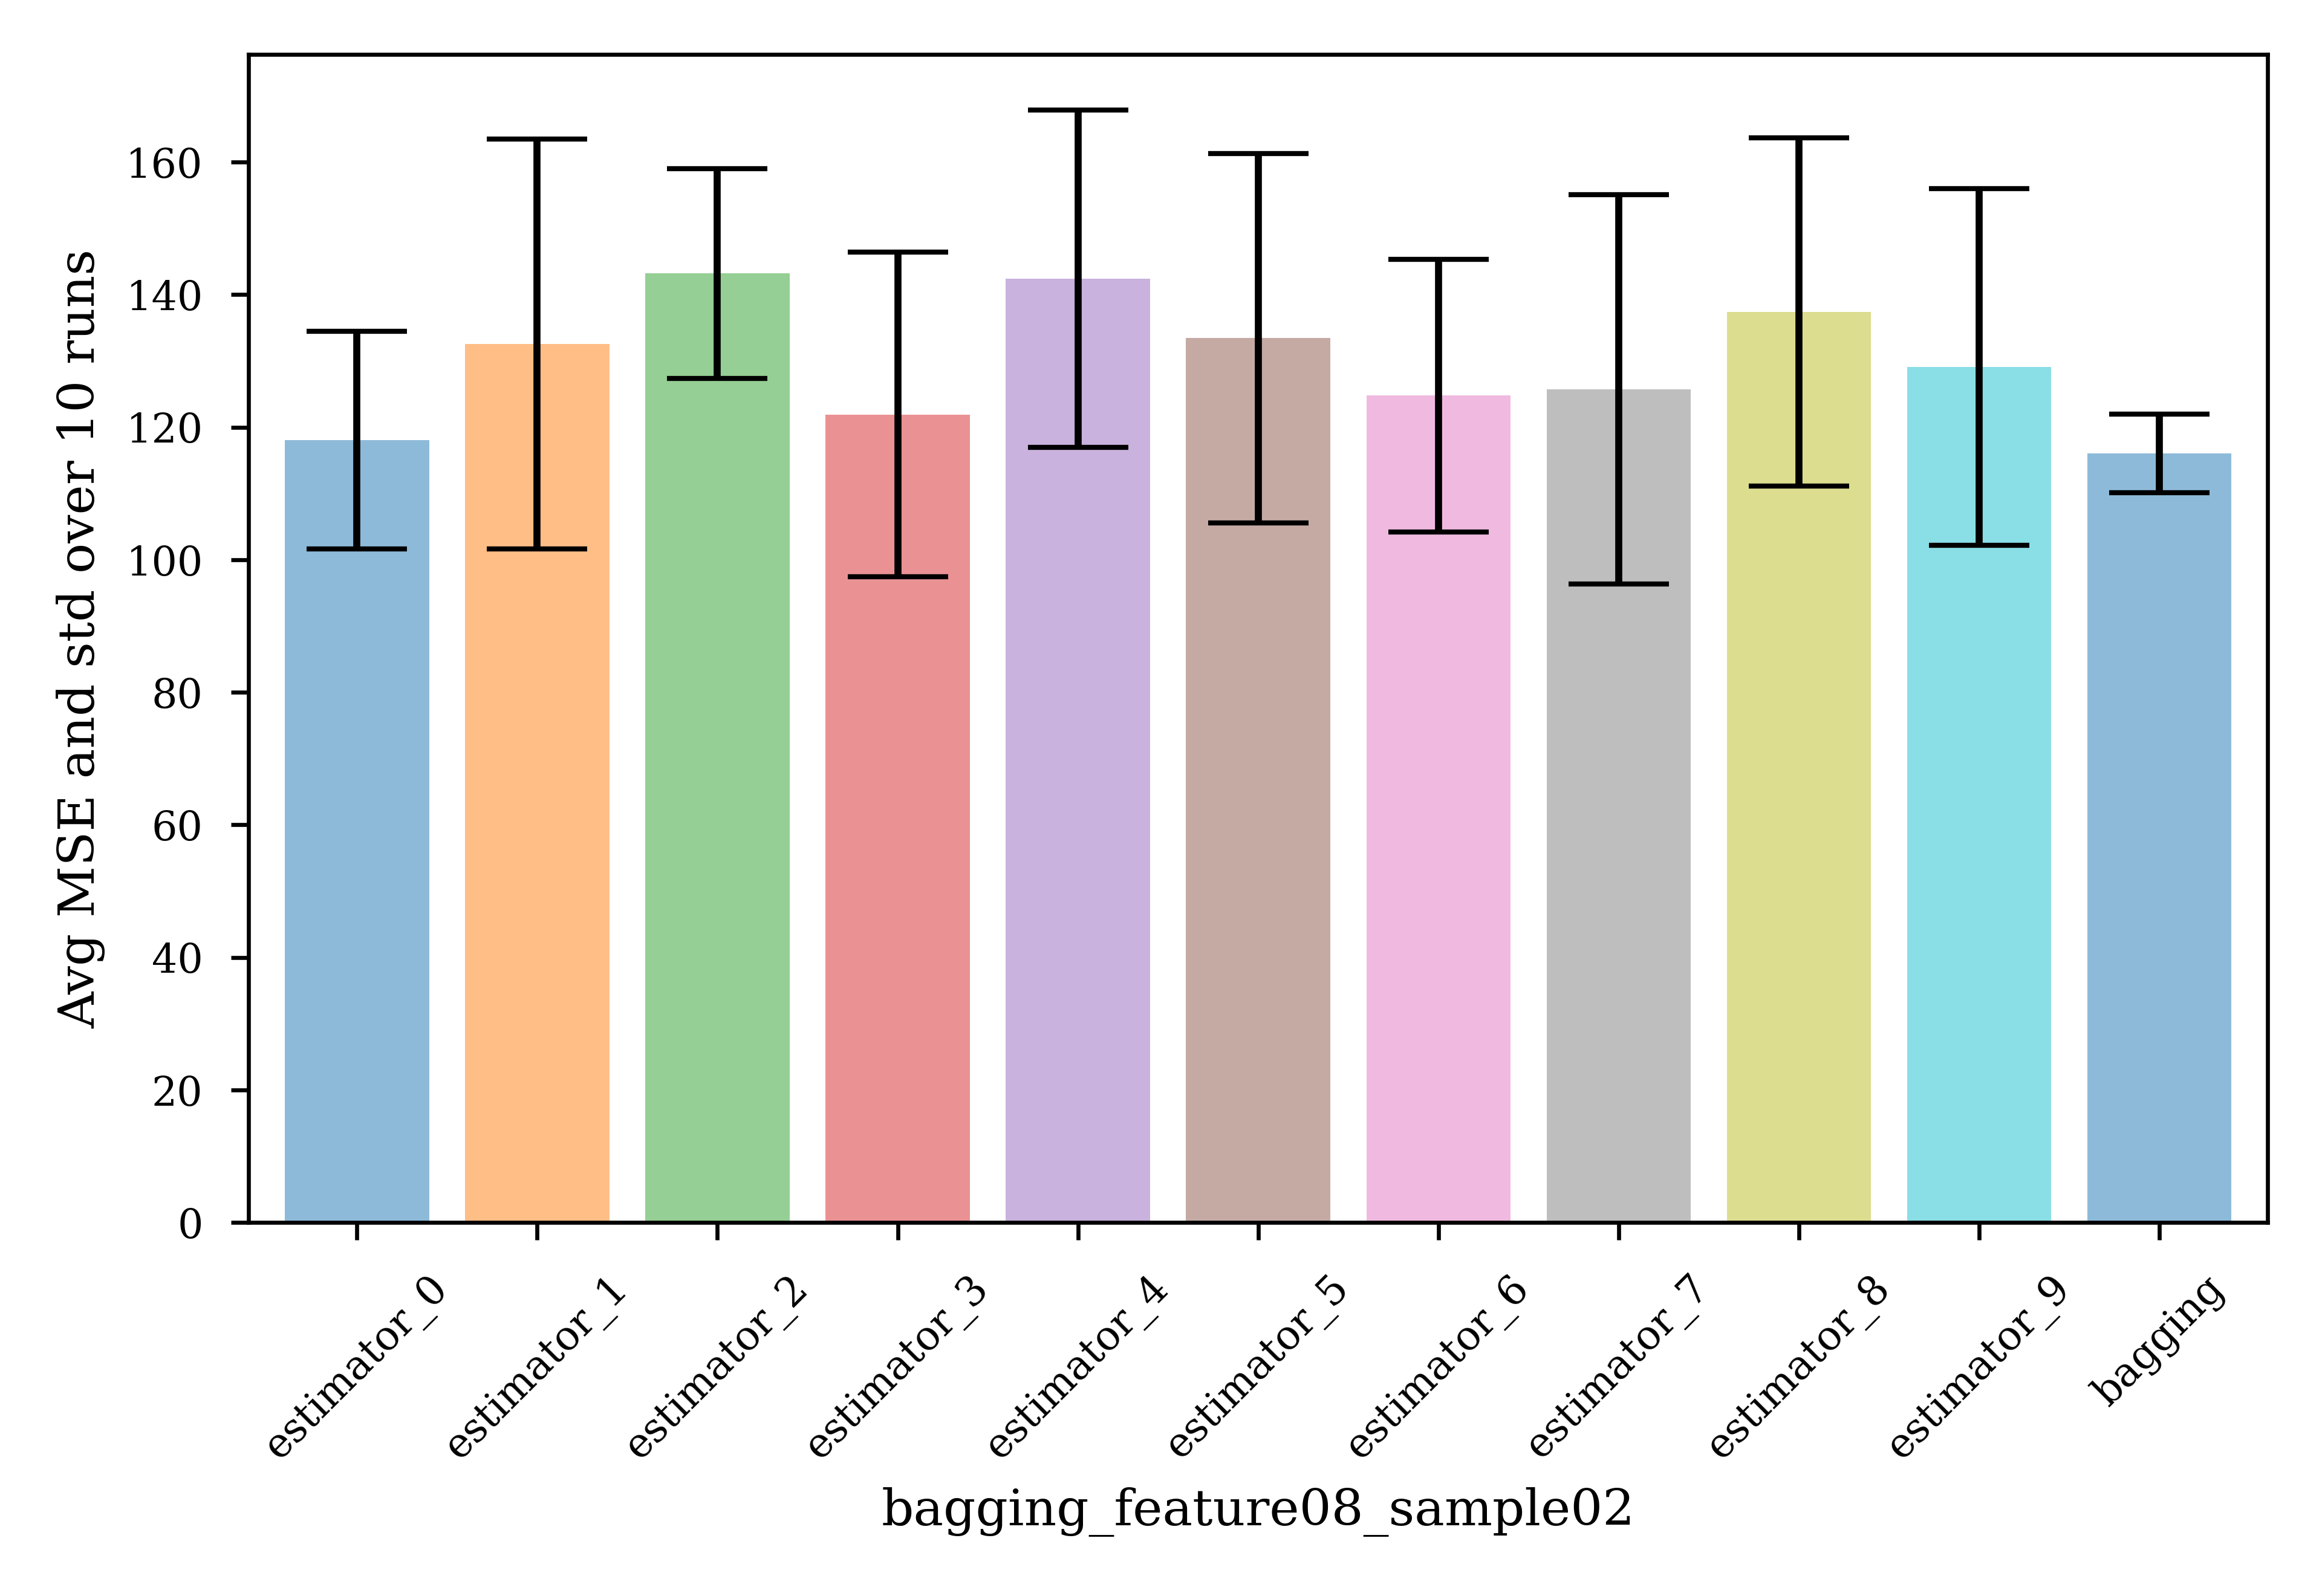 Avg MSE and std over 10 runs
160
140
120
100
80
60
40
20
0
estimator_0
estimator_1
estimator_2
estimator_3
estimator_4
estimator_5
estimator_6
estimator_7
estimator_8
estimator_9
bagging
bagging_feature08_sample02